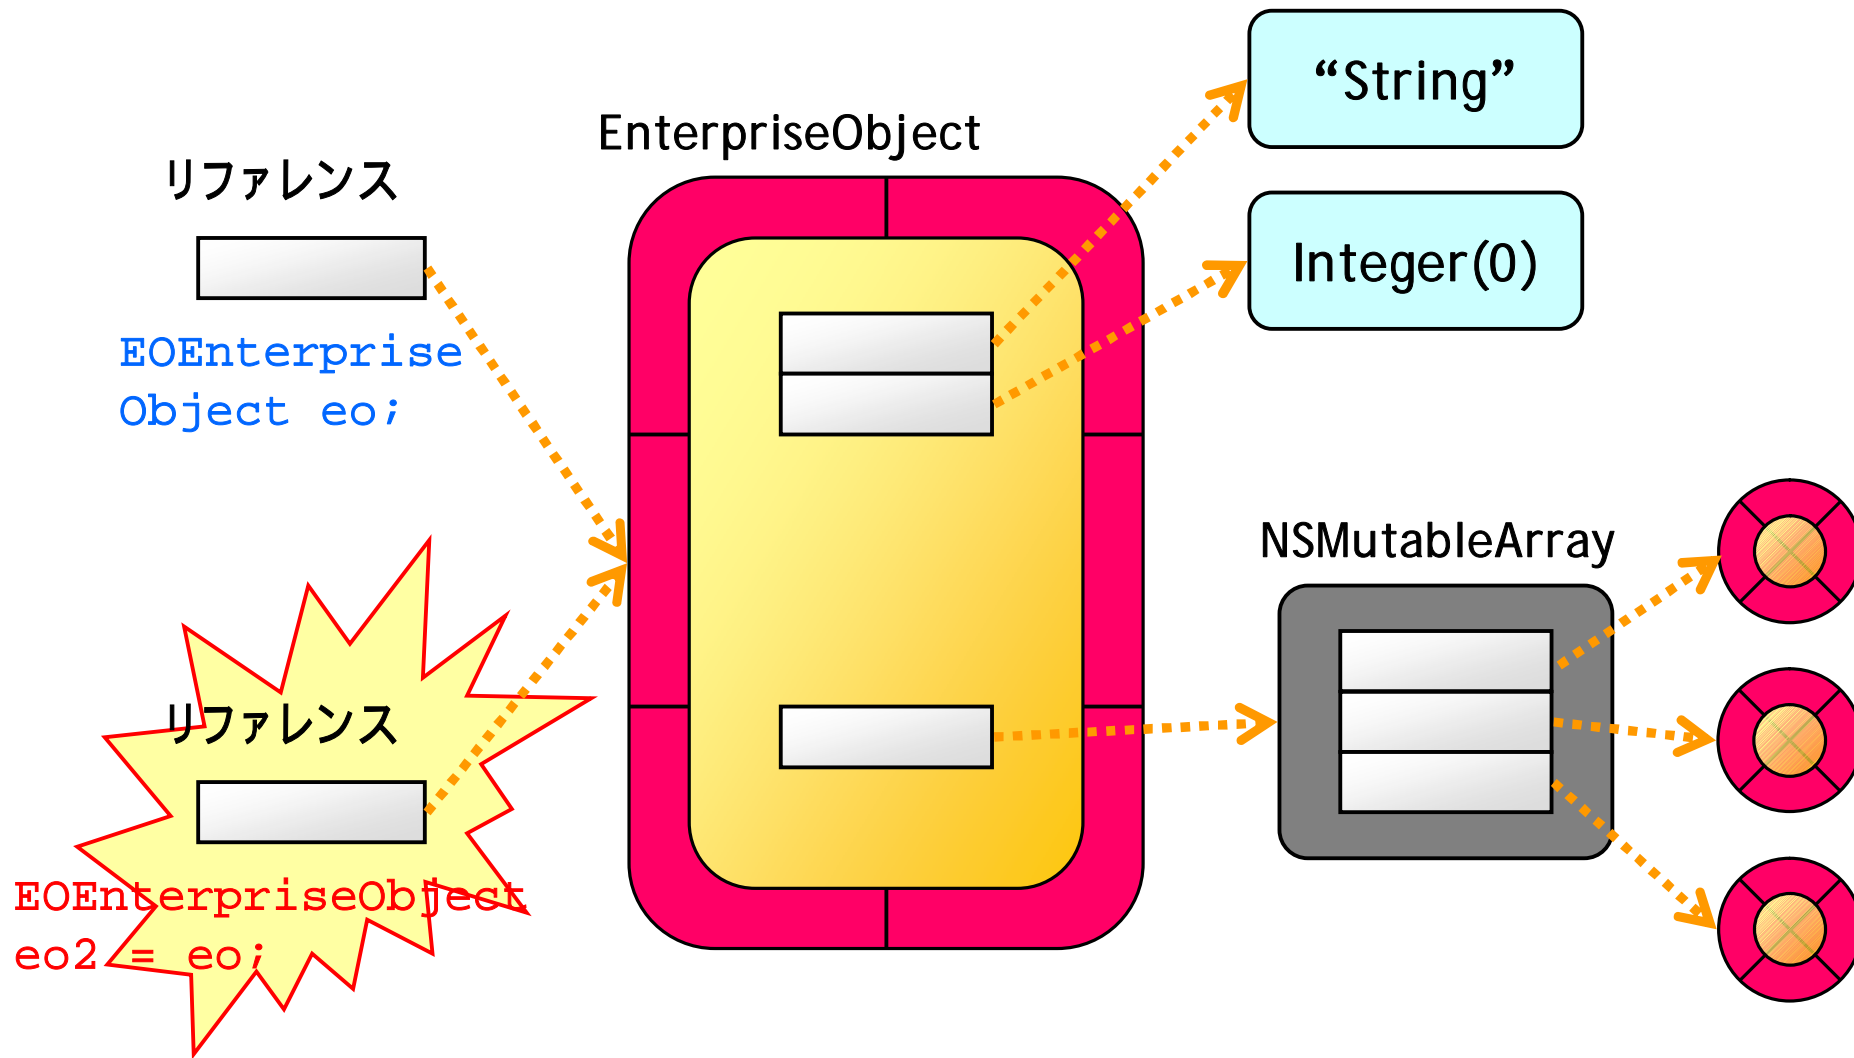 リファレンス
EOEnterprise
Object eo;
リファレンス
EOEnterpriseObject
eo2 = eo;
EnterpriseObject
“String”
Integer(0)
NSMutableArray